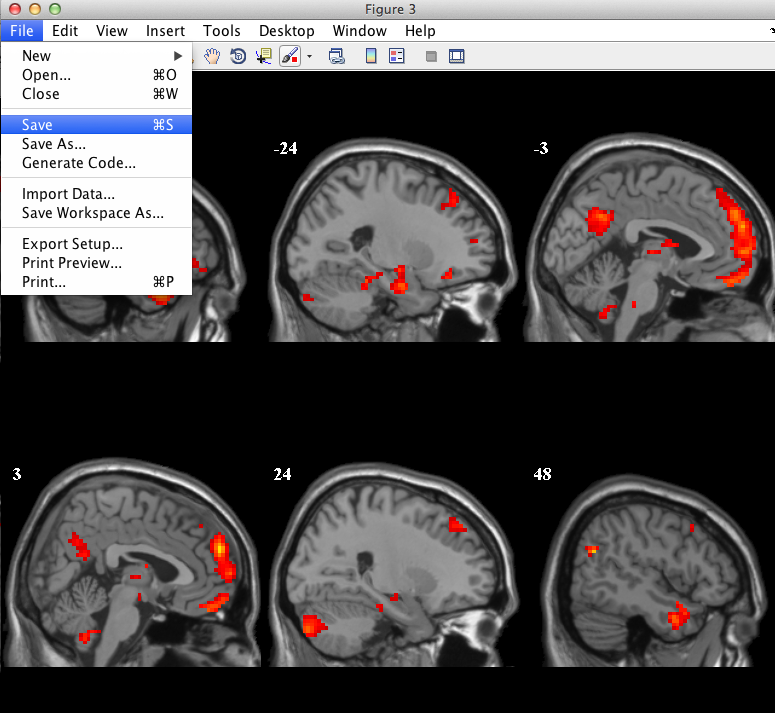 Figure 3
File Edit View Insert Tools Desktop Window Help
New
Open... ⌘O
Close ⌘W
Save ⌘S
Save As...
Generate Code...
Import Data...
Save Workspace As...
Export Setup...
Print Preview...
Print... ⌘P
-24
-3
3
24
48